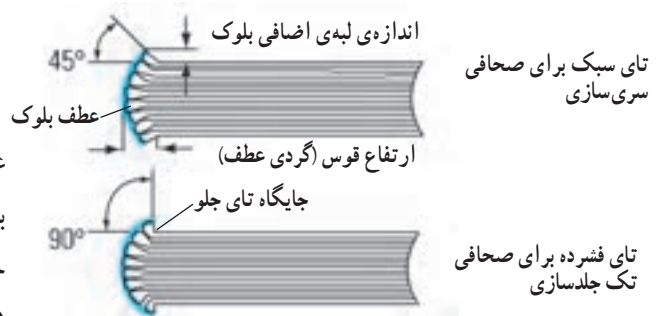 اندازه‌ی لبه‌ی اضافی بلوک
45°
تای سبک برای صحافی
سری‌سازی
عطف بلوک
ارتفاع قوس (گردی عطف)
جایگاه تای جلو
90°
تای فشرده برای صحافی
تک جلدسازی